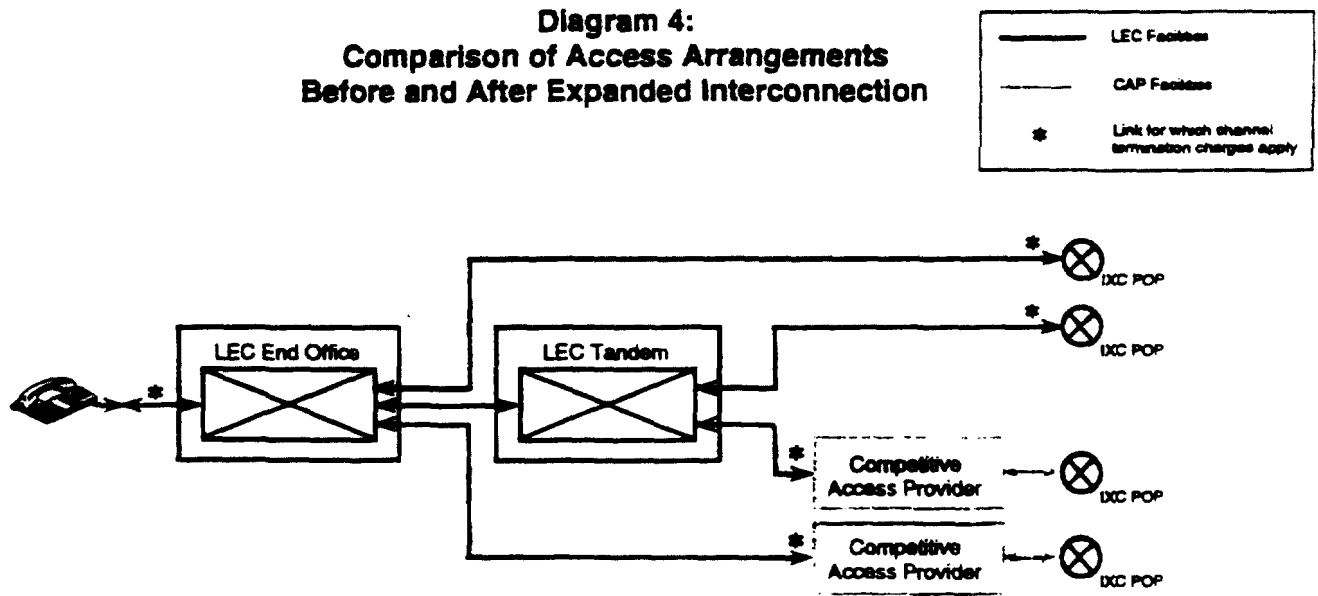 Diagram 4:
Comparison of Access Arrangements
Before and After Expanded Interconnection
LEC Facilities
CAP Facilities
* Link for which channel
termination charges apply
*
IXC POP
*
IXC POP
LEC End Office
LEC Tandem
*
*
Competitive
Access Provider
IXC POP
*
Competitive
Access Provider
IXC POP